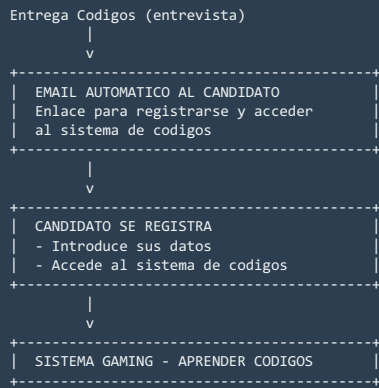 Entrega Codigos (entrevista)
|
v
+-----------------------------------------+
| EMAIL AUTOMATICO AL CANDIDATO |
| Enlace para registrarse y acceder |
| al sistema de codigos |
+-----------------------------------------+
|
v
+-----------------------------------------+
| CANDIDATO SE REGISTRA |
| - Introduce sus datos |
| - Accede al sistema de codigos |
+-----------------------------------------+
|
v
+-----------------------------------------+
| SISTEMA GAMING - APRENDER CODIGOS |
+-----------------------------------------+